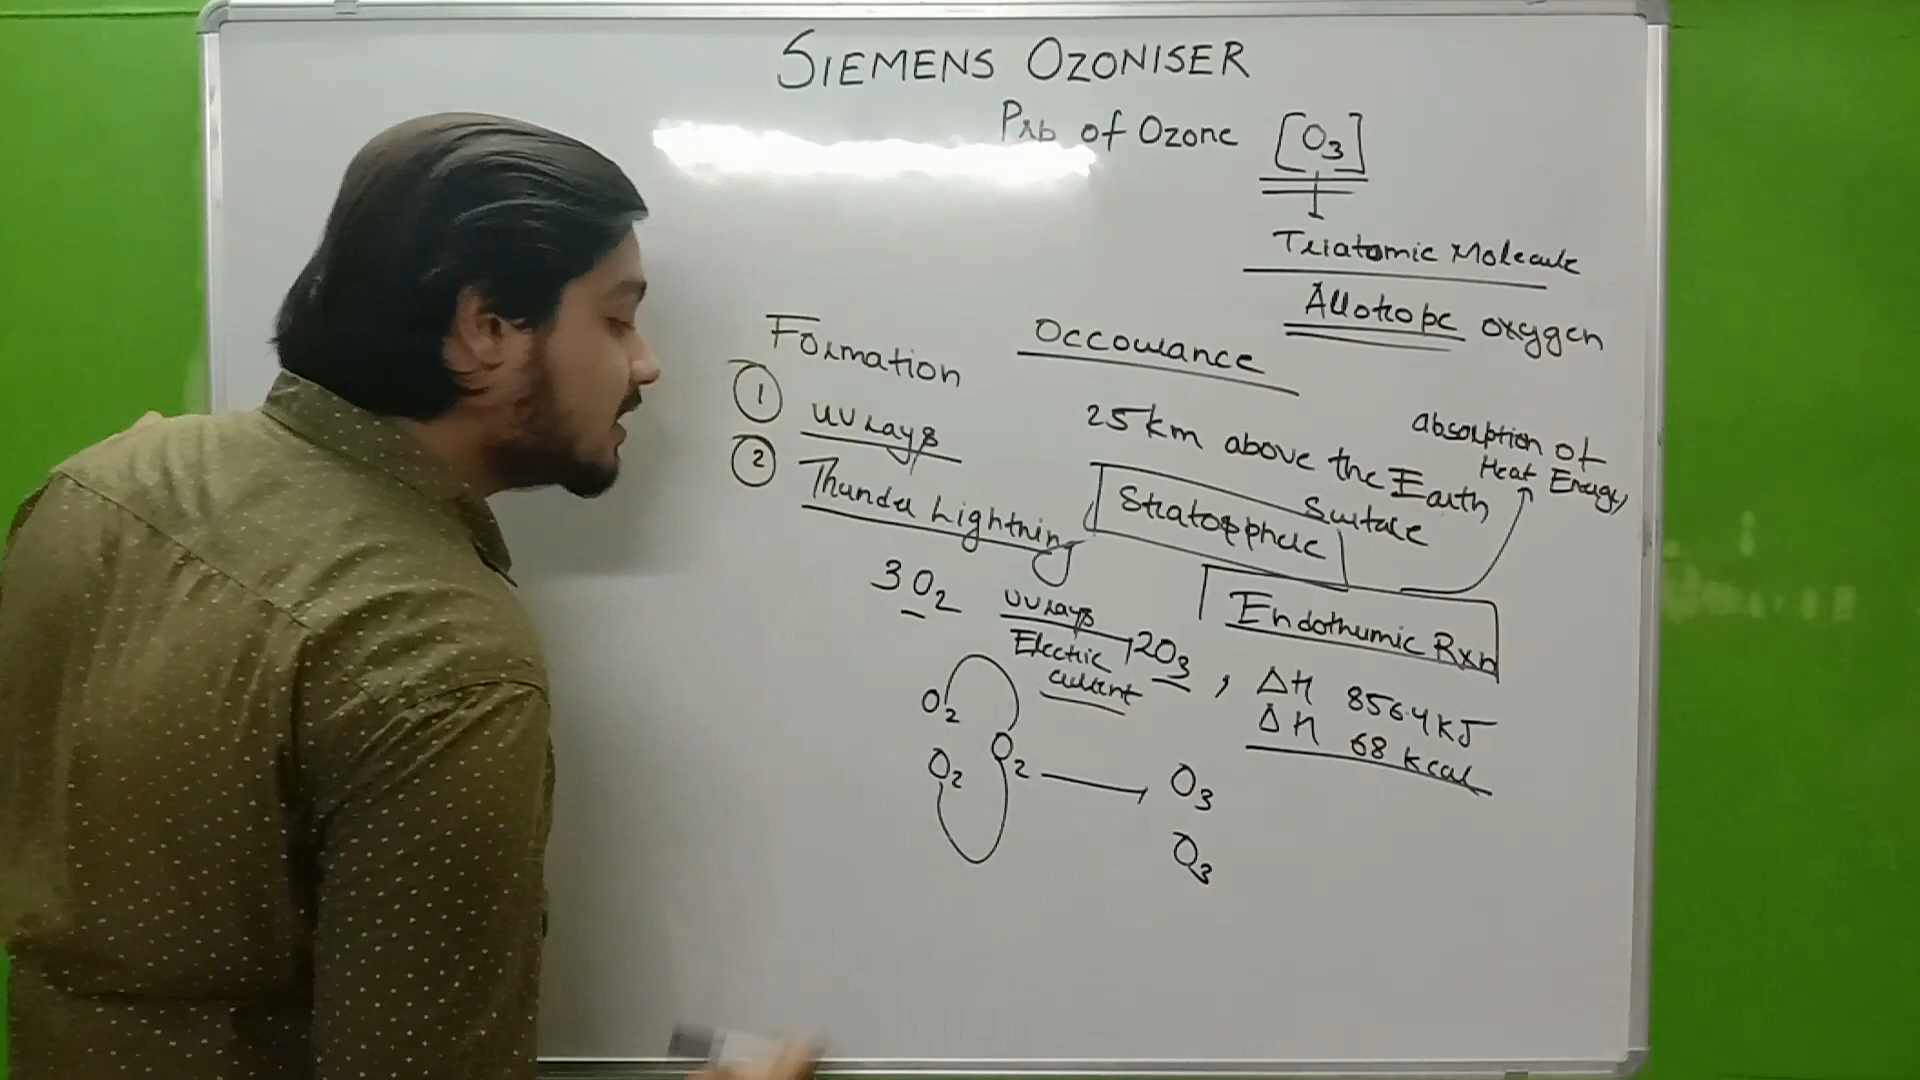 SIEMENS OZONISER
Prb of Ozone [O3]
Triatomic Molecule
Allotrope oxygen
Formation
① UV rays
② Thunder Lightning
Occowrance
25 km above the Earth
Surface
Stratosphere
absorption of
Heat Energy
Endothermic Rxn
3O2 UV rays → 2O3 , ΔH 856.4 KJ
Electric
current
ΔH 68 kcal
O2
O2 O2 → O3
O3